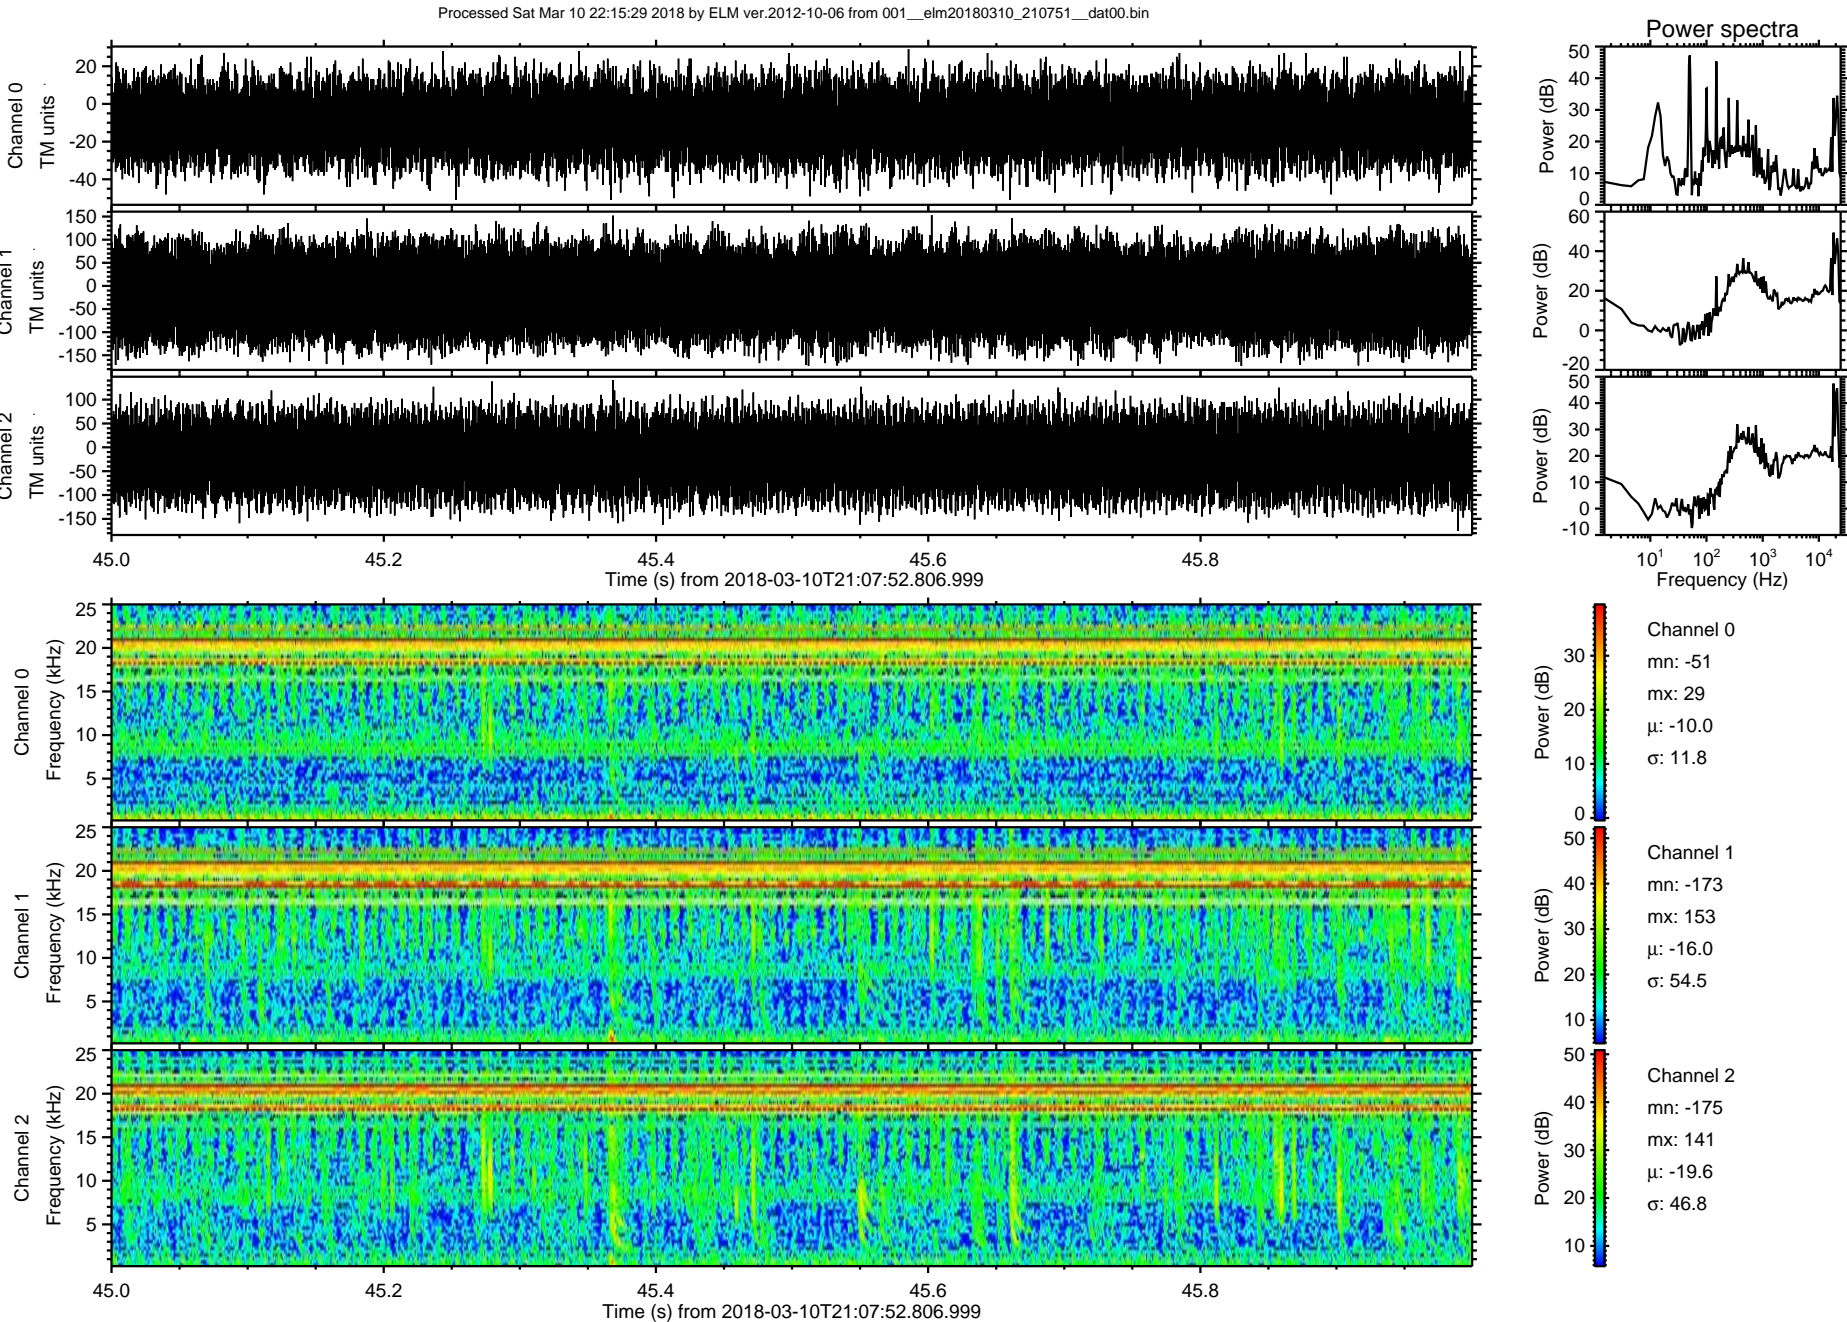 Processed Sat Mar 10 22:15:29 2018 by ELM ver.2012-10-06 from 001__elm20180310_210751__dat00.bin
Power spectra
Channel 0
TM units
20
0
-20
-40
Power (dB)
50
40
30
20
10
0
Channel 1
TM units
150
100
50
0
-50
-100
-150
Power (dB)
60
40
20
0
-20
Channel 2
TM units
100
50
0
-50
-100
-150
Power (dB)
50
40
30
20
10
0
-10
45.0 45.2 45.4 45.6 45.8
Time (s) from 2018-03-10T21:07:52.806.999
10¹ 10² 10³ 10⁴
Frequency (Hz)
Channel 0
Frequency (kHz)
25
20
15
10
5
Power (dB)
30
20
10
0
Channel 0
mn: -51
mx: 29
μ: -10.0
σ: 11.8
Channel 1
Frequency (kHz)
25
20
15
10
5
Power (dB)
50
40
30
20
10
Channel 1
mn: -173
mx: 153
μ: -16.0
σ: 54.5
Channel 2
Frequency (kHz)
25
20
15
10
5
Power (dB)
50
40
30
20
10
Channel 2
mn: -175
mx: 141
μ: -19.6
σ: 46.8
45.0 45.2 45.4 45.6 45.8
Time (s) from 2018-03-10T21:07:52.806.999